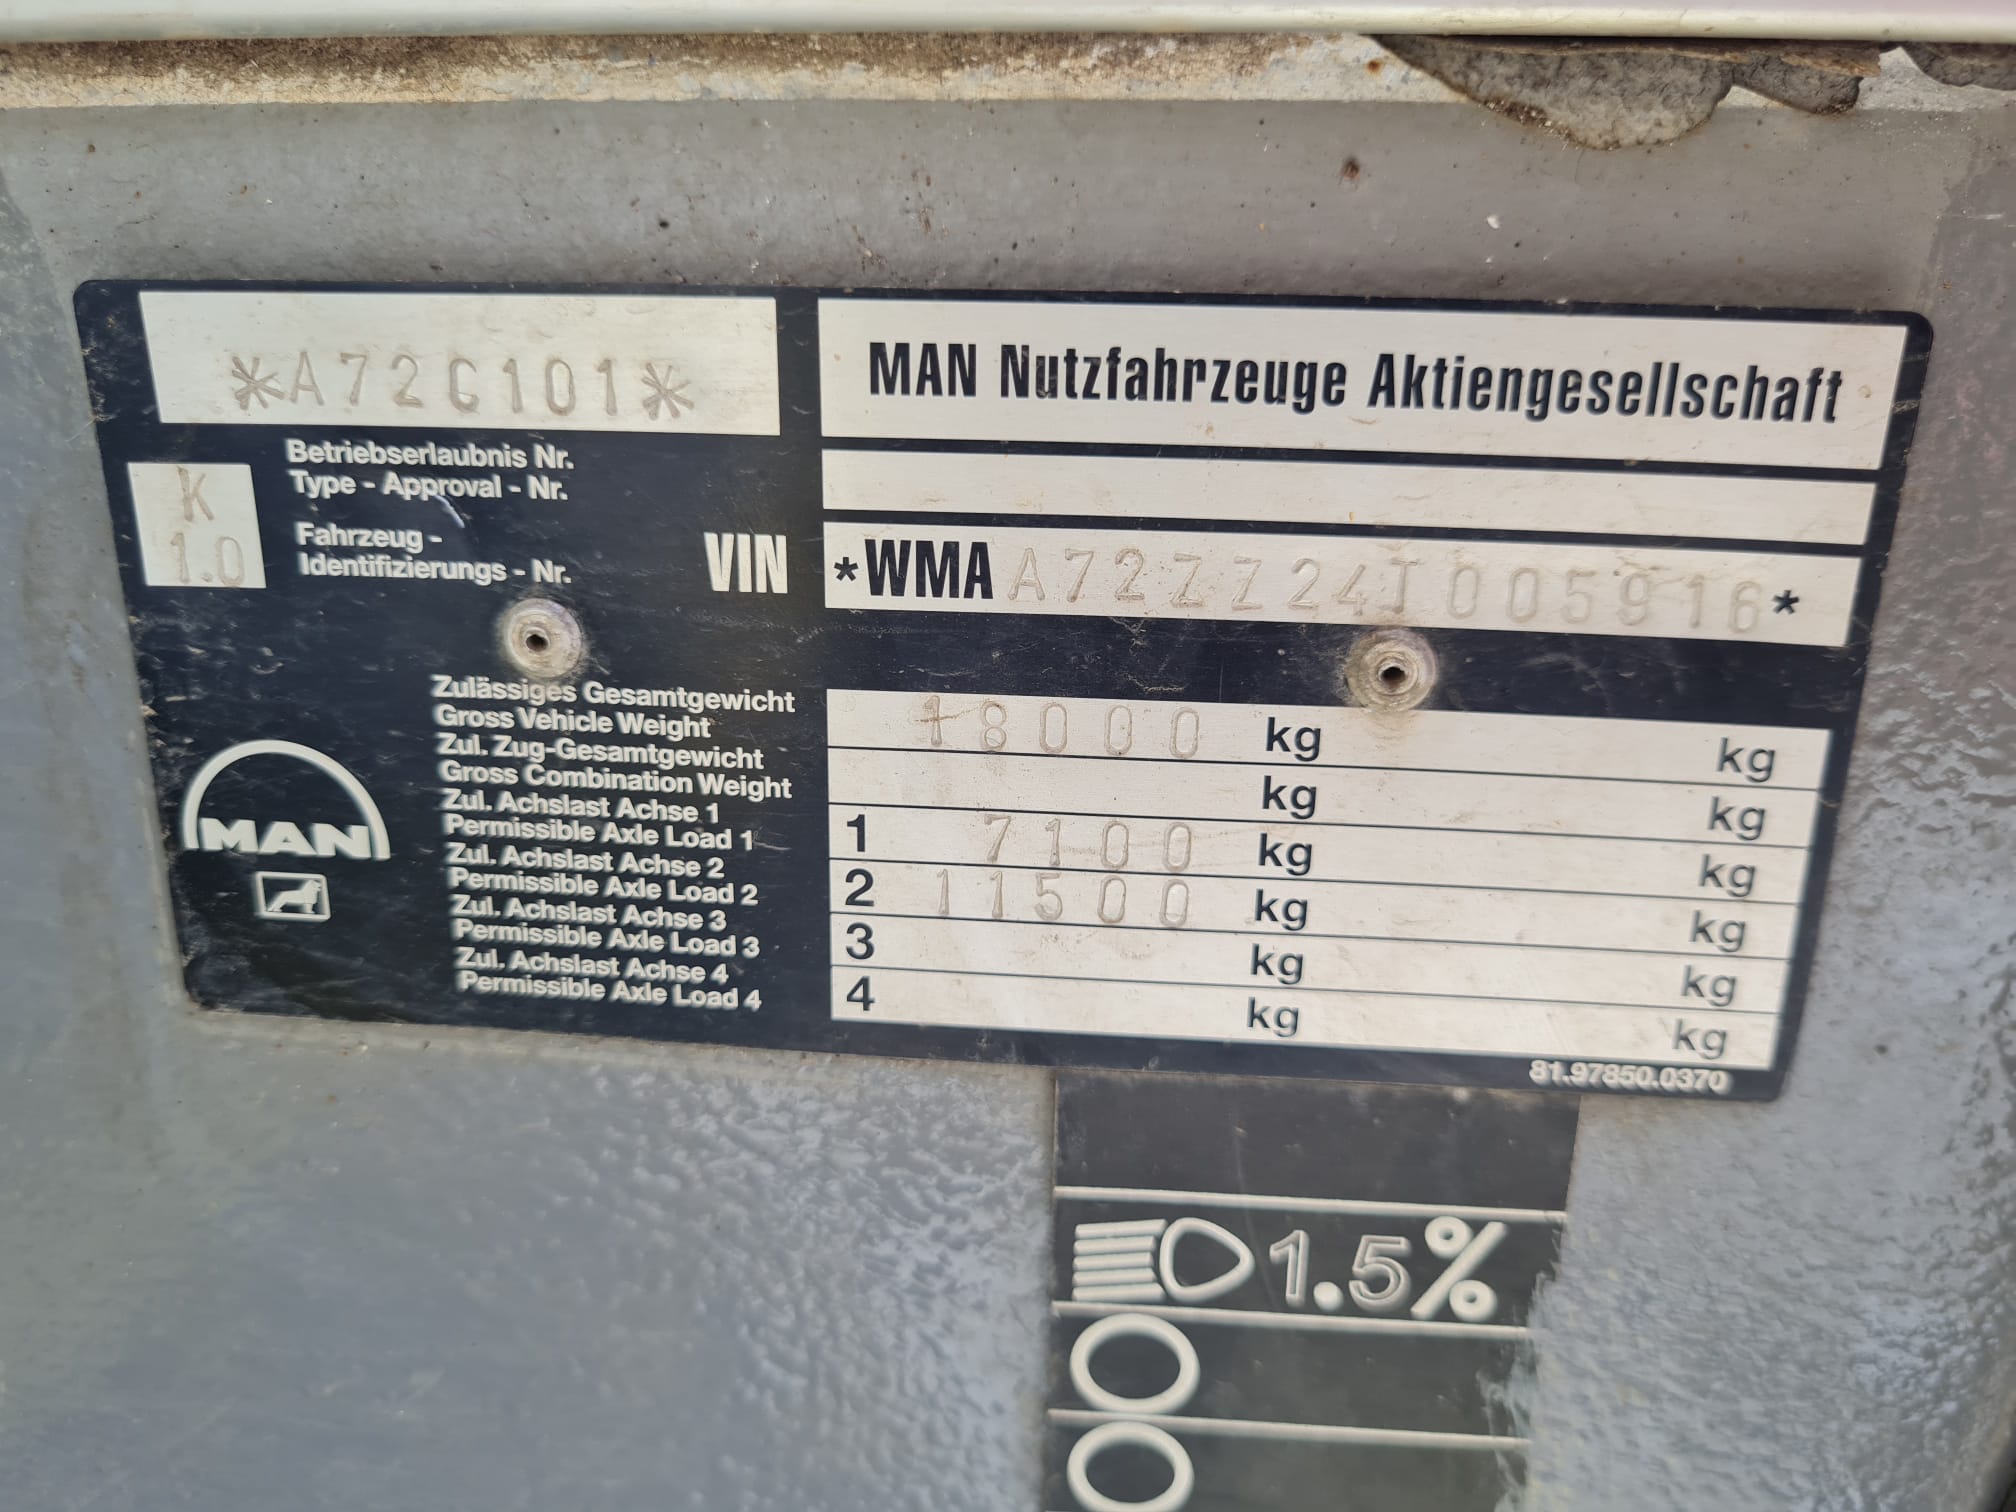 *A72G101*
MAN Nutzfahrzeuge Aktiengesellschaft
Betriebserlaubnis Nr.
Type - Approval - Nr.
K
1.0
Fahrzeug -
Identifizierungs - Nr.
VIN *WMAA72ZZ24T005916*
Zulässiges Gesamtgewicht
Gross Vehicle Weight
18000 kg kg
Zul. Zug-Gesamtgewicht
Gross Combination Weight
kg kg
Zul. Achslast Achse 1
Permissible Axle Load 1
1 7100 kg kg
Zul. Achslast Achse 2
Permissible Axle Load 2
2 11500 kg kg
Zul. Achslast Achse 3
Permissible Axle Load 3
3 kg kg
Zul. Achslast Achse 4
Permissible Axle Load 4
4 kg kg
MAN
81.97850.0370
1.5%